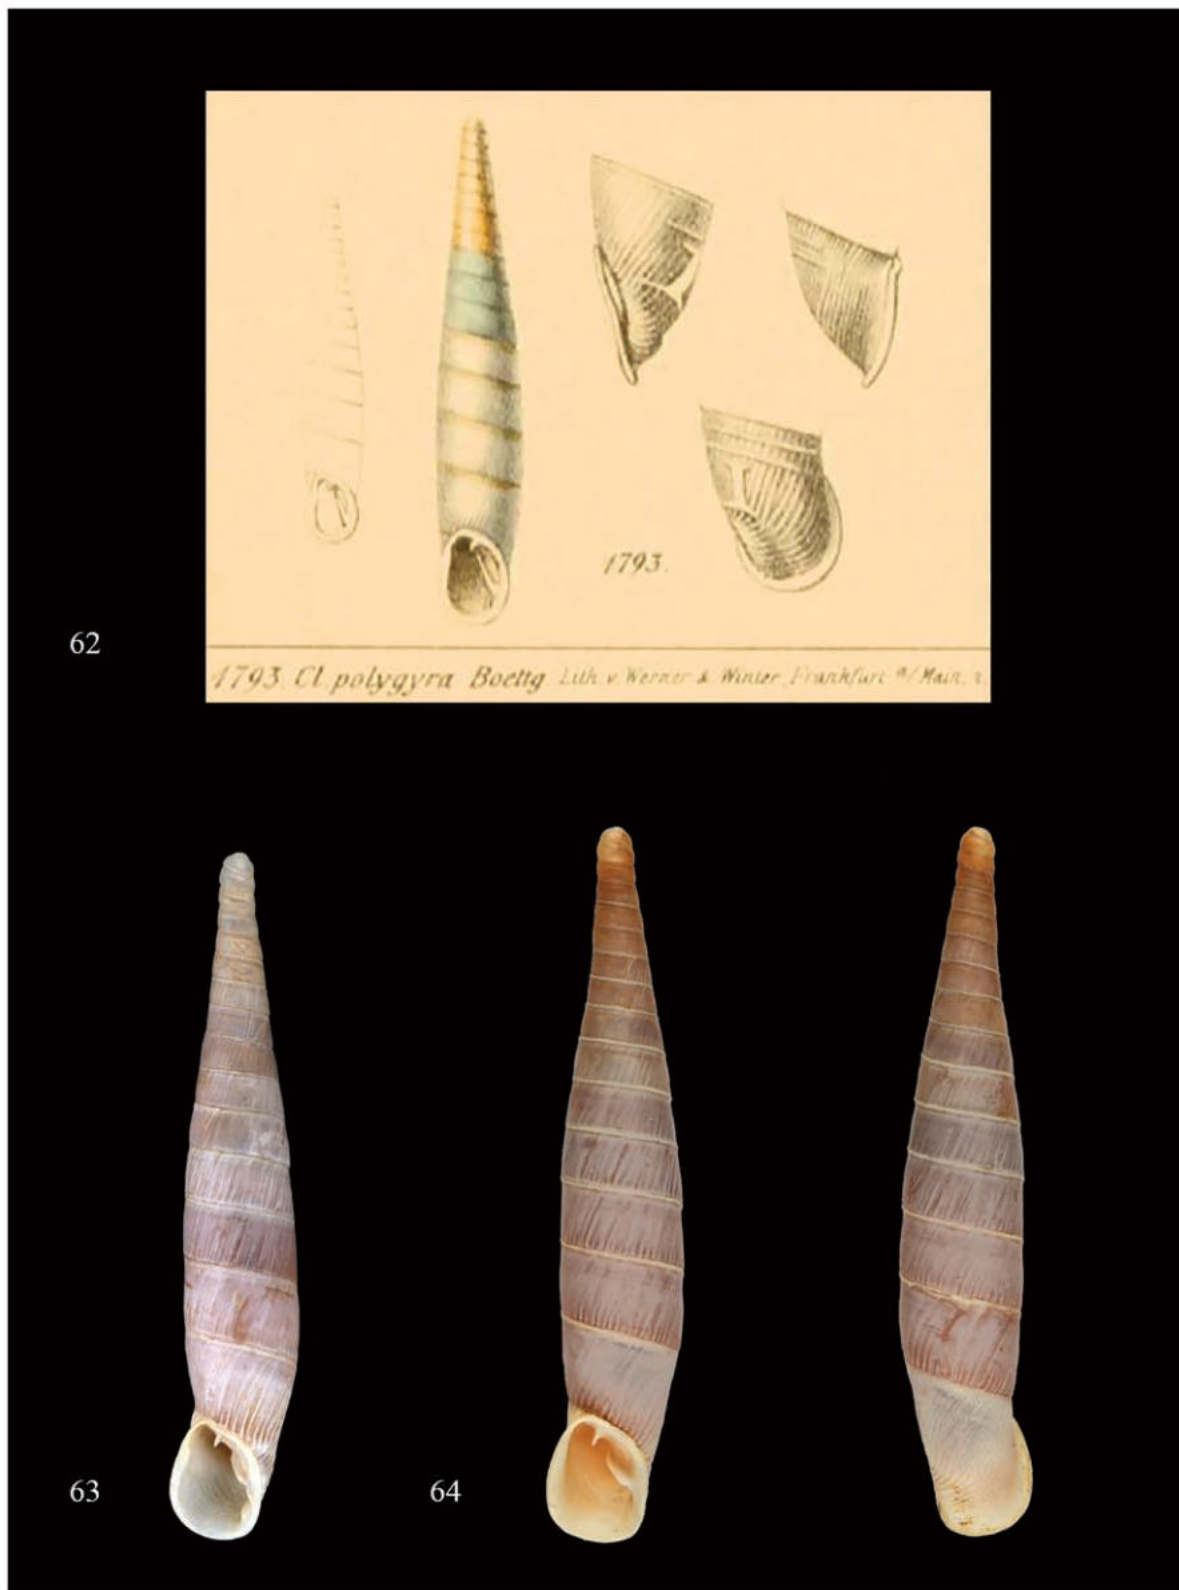 1793.
62
1793. Cl. polygyra Boettg Lith v. Werner & Winter, Frankfurt a/Main.
63
64